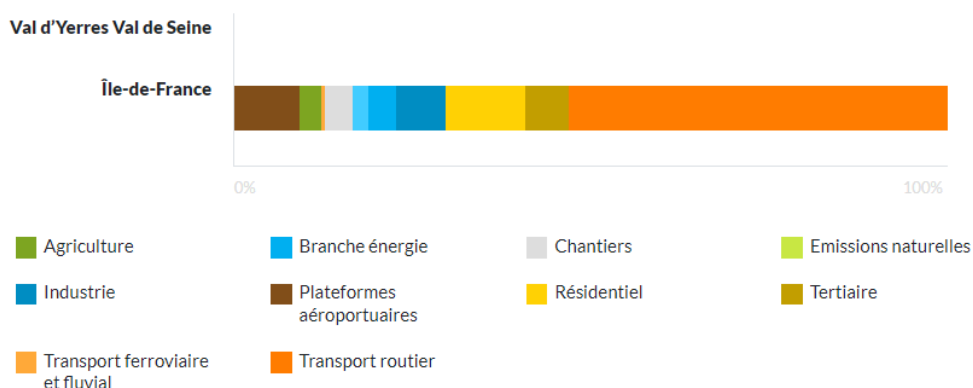 Val d’Yerres Val de Seine
Île-de-France
0%
100%
Agriculture
Branche énergie
Chantiers
Emissions naturelles
Industrie
Plateformes
aéroportuaires
Résidentiel
Tertiaire
Transport ferroviaire
et fluvial
Transport routier